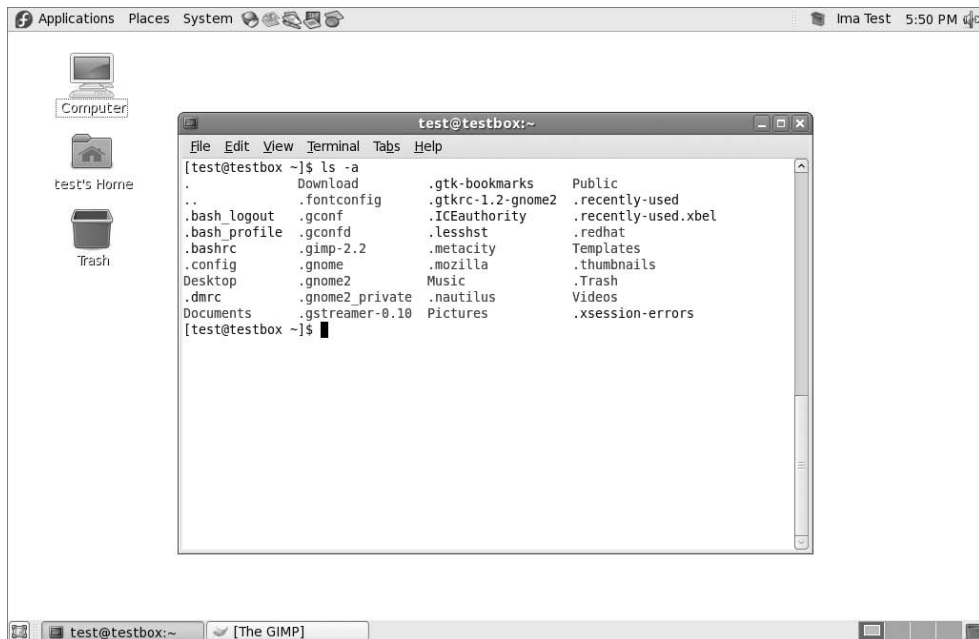 Applications Places System Ima Test 5:50 PM
Computer
test's Home
Trash
test@testbox:~
File Edit View Terminal Tabs Help
[test@testbox ~]$ ls -a
. Download .gtk-bookmarks Public
.. .fontconfig .gtkrc-1.2-gnome2 .recently-used
.bash_logout .gconf .ICEauthority .recently-used.xbel
.bash_profile .gconfd .lesshst .redhat
.bashrc .gimp-2.2 .metacity Templates
.config .gnome .mozilla .thumbnails
Desktop .gnome2 Music .Trash
.dmrc .gnome2_private .nautilus Videos
Documents .gstreamer-0.10 Pictures .xsession-errors
[test@testbox ~]$
test@testbox:~ [The GIMP]